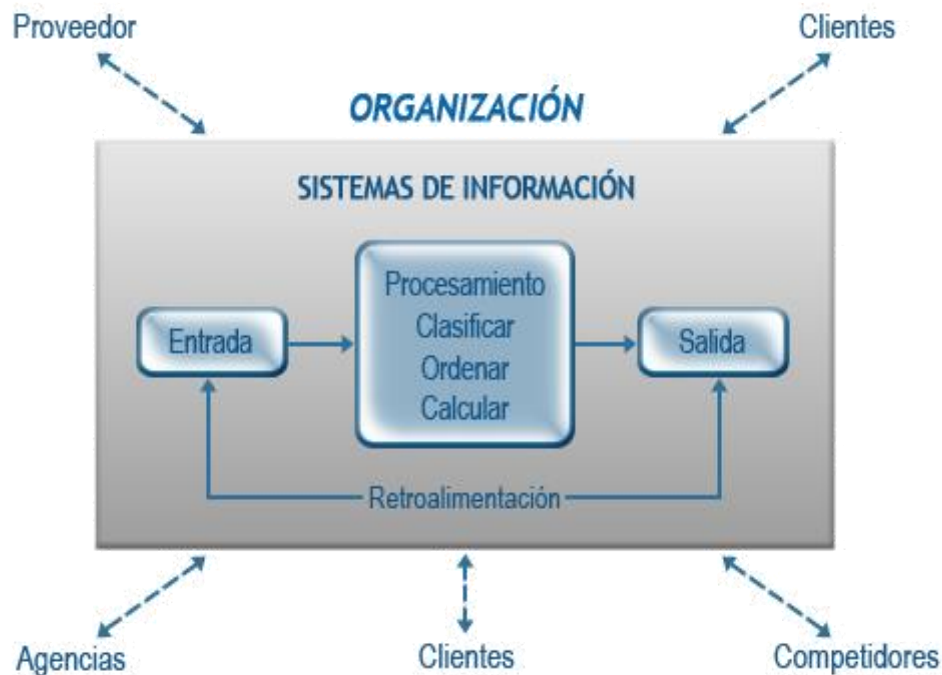 Proveedor
Clientes
ORGANIZACIÓN
SISTEMAS DE INFORMACIÓN
Entrada
Procesamiento
Clasificar
Ordenar
Calcular
Salida
Retroalimentación
Agencias
Clientes
Competidores